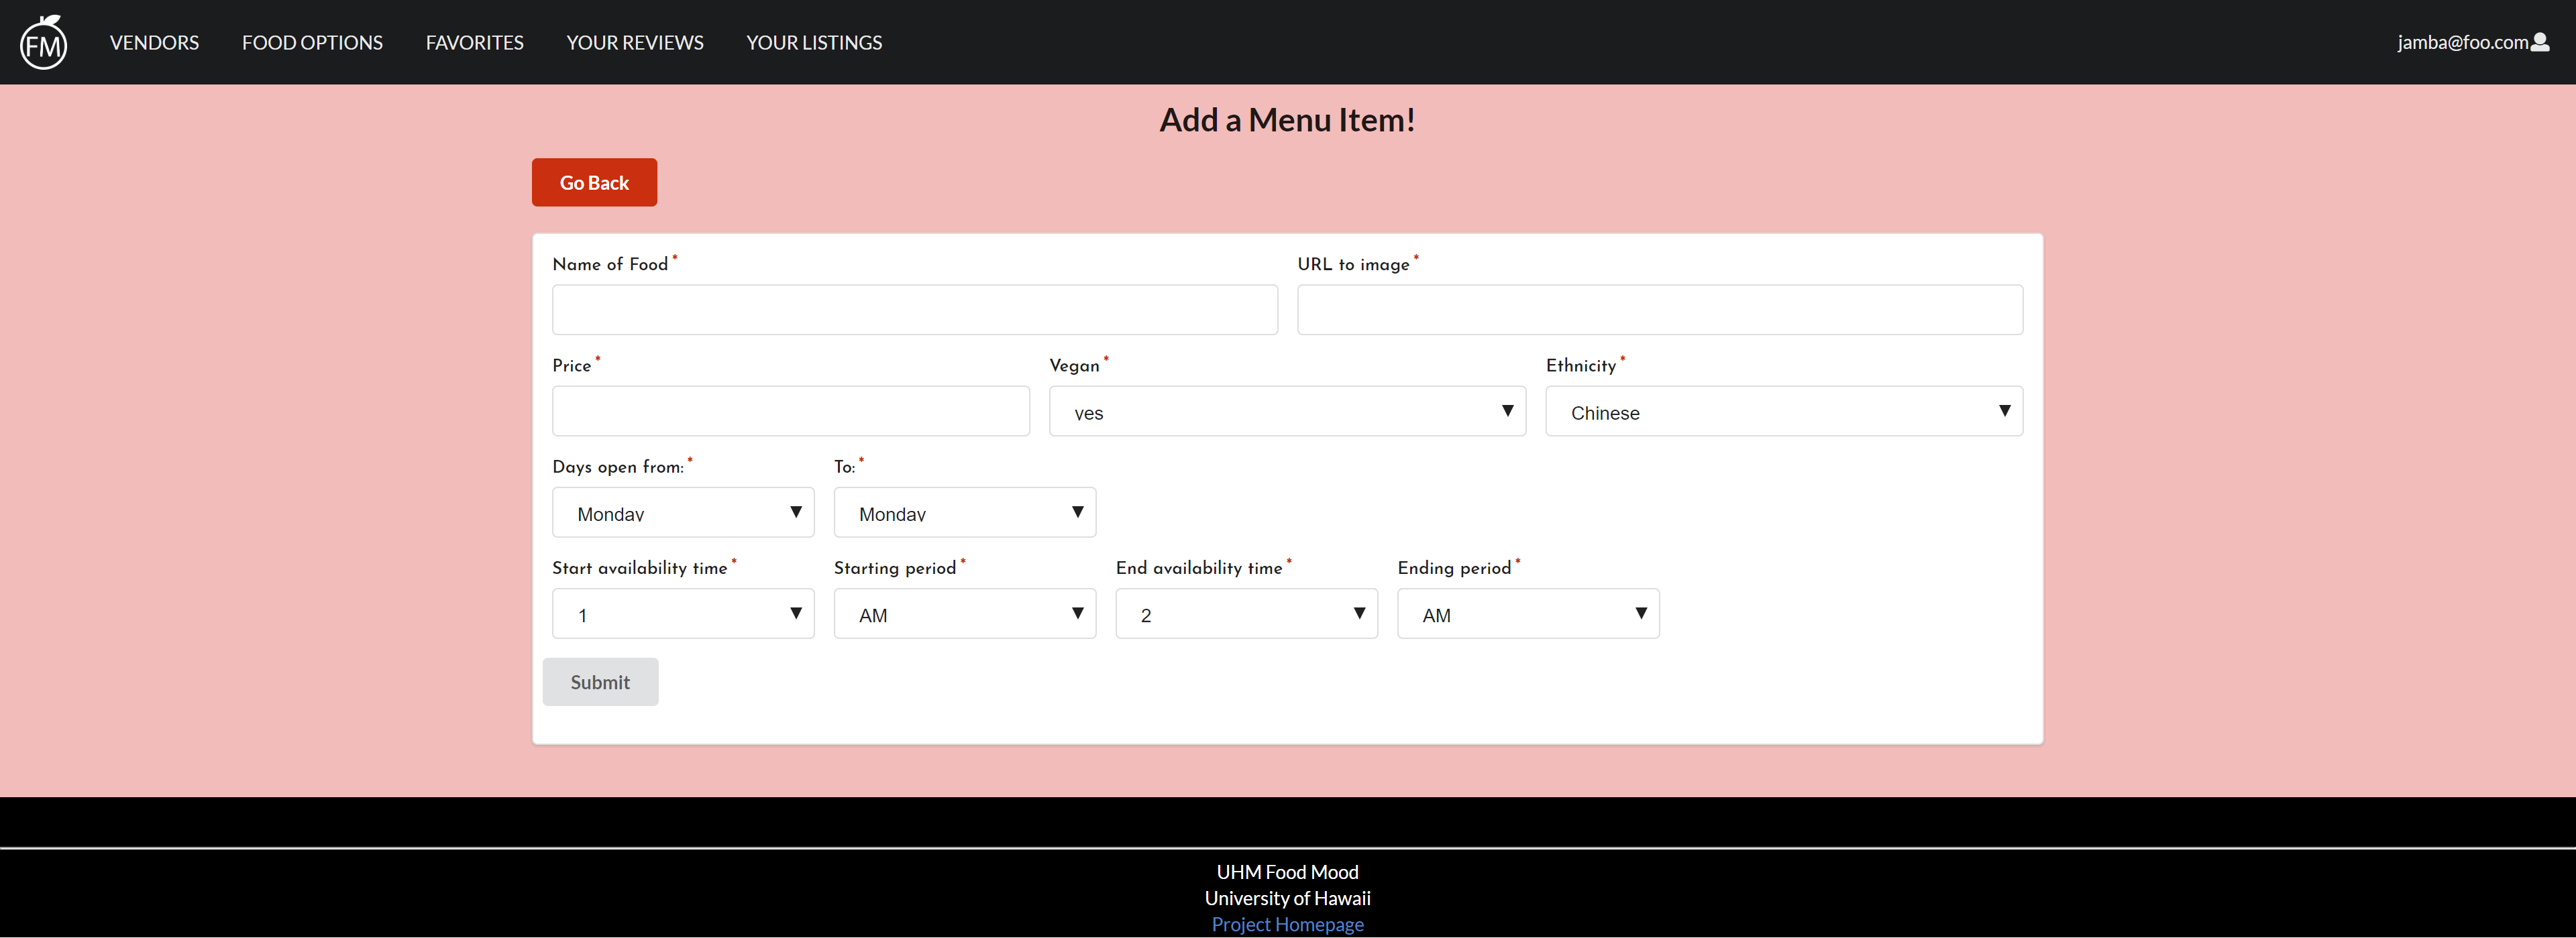 FM VENDORS FOOD OPTIONS FAVORITES YOUR REVIEWS YOUR LISTINGS jamba@foo.com
Add a Menu Item!
Go Back
Name of Food * URL to image *
Price * Vegan * Ethnicity *
yes Chinese
Days open from: * To: *
Monday Monday
Start availability time * Starting period * End availability time * Ending period *
1 AM 2 AM
Submit
UHM Food Mood
University of Hawaii
Project Homepage